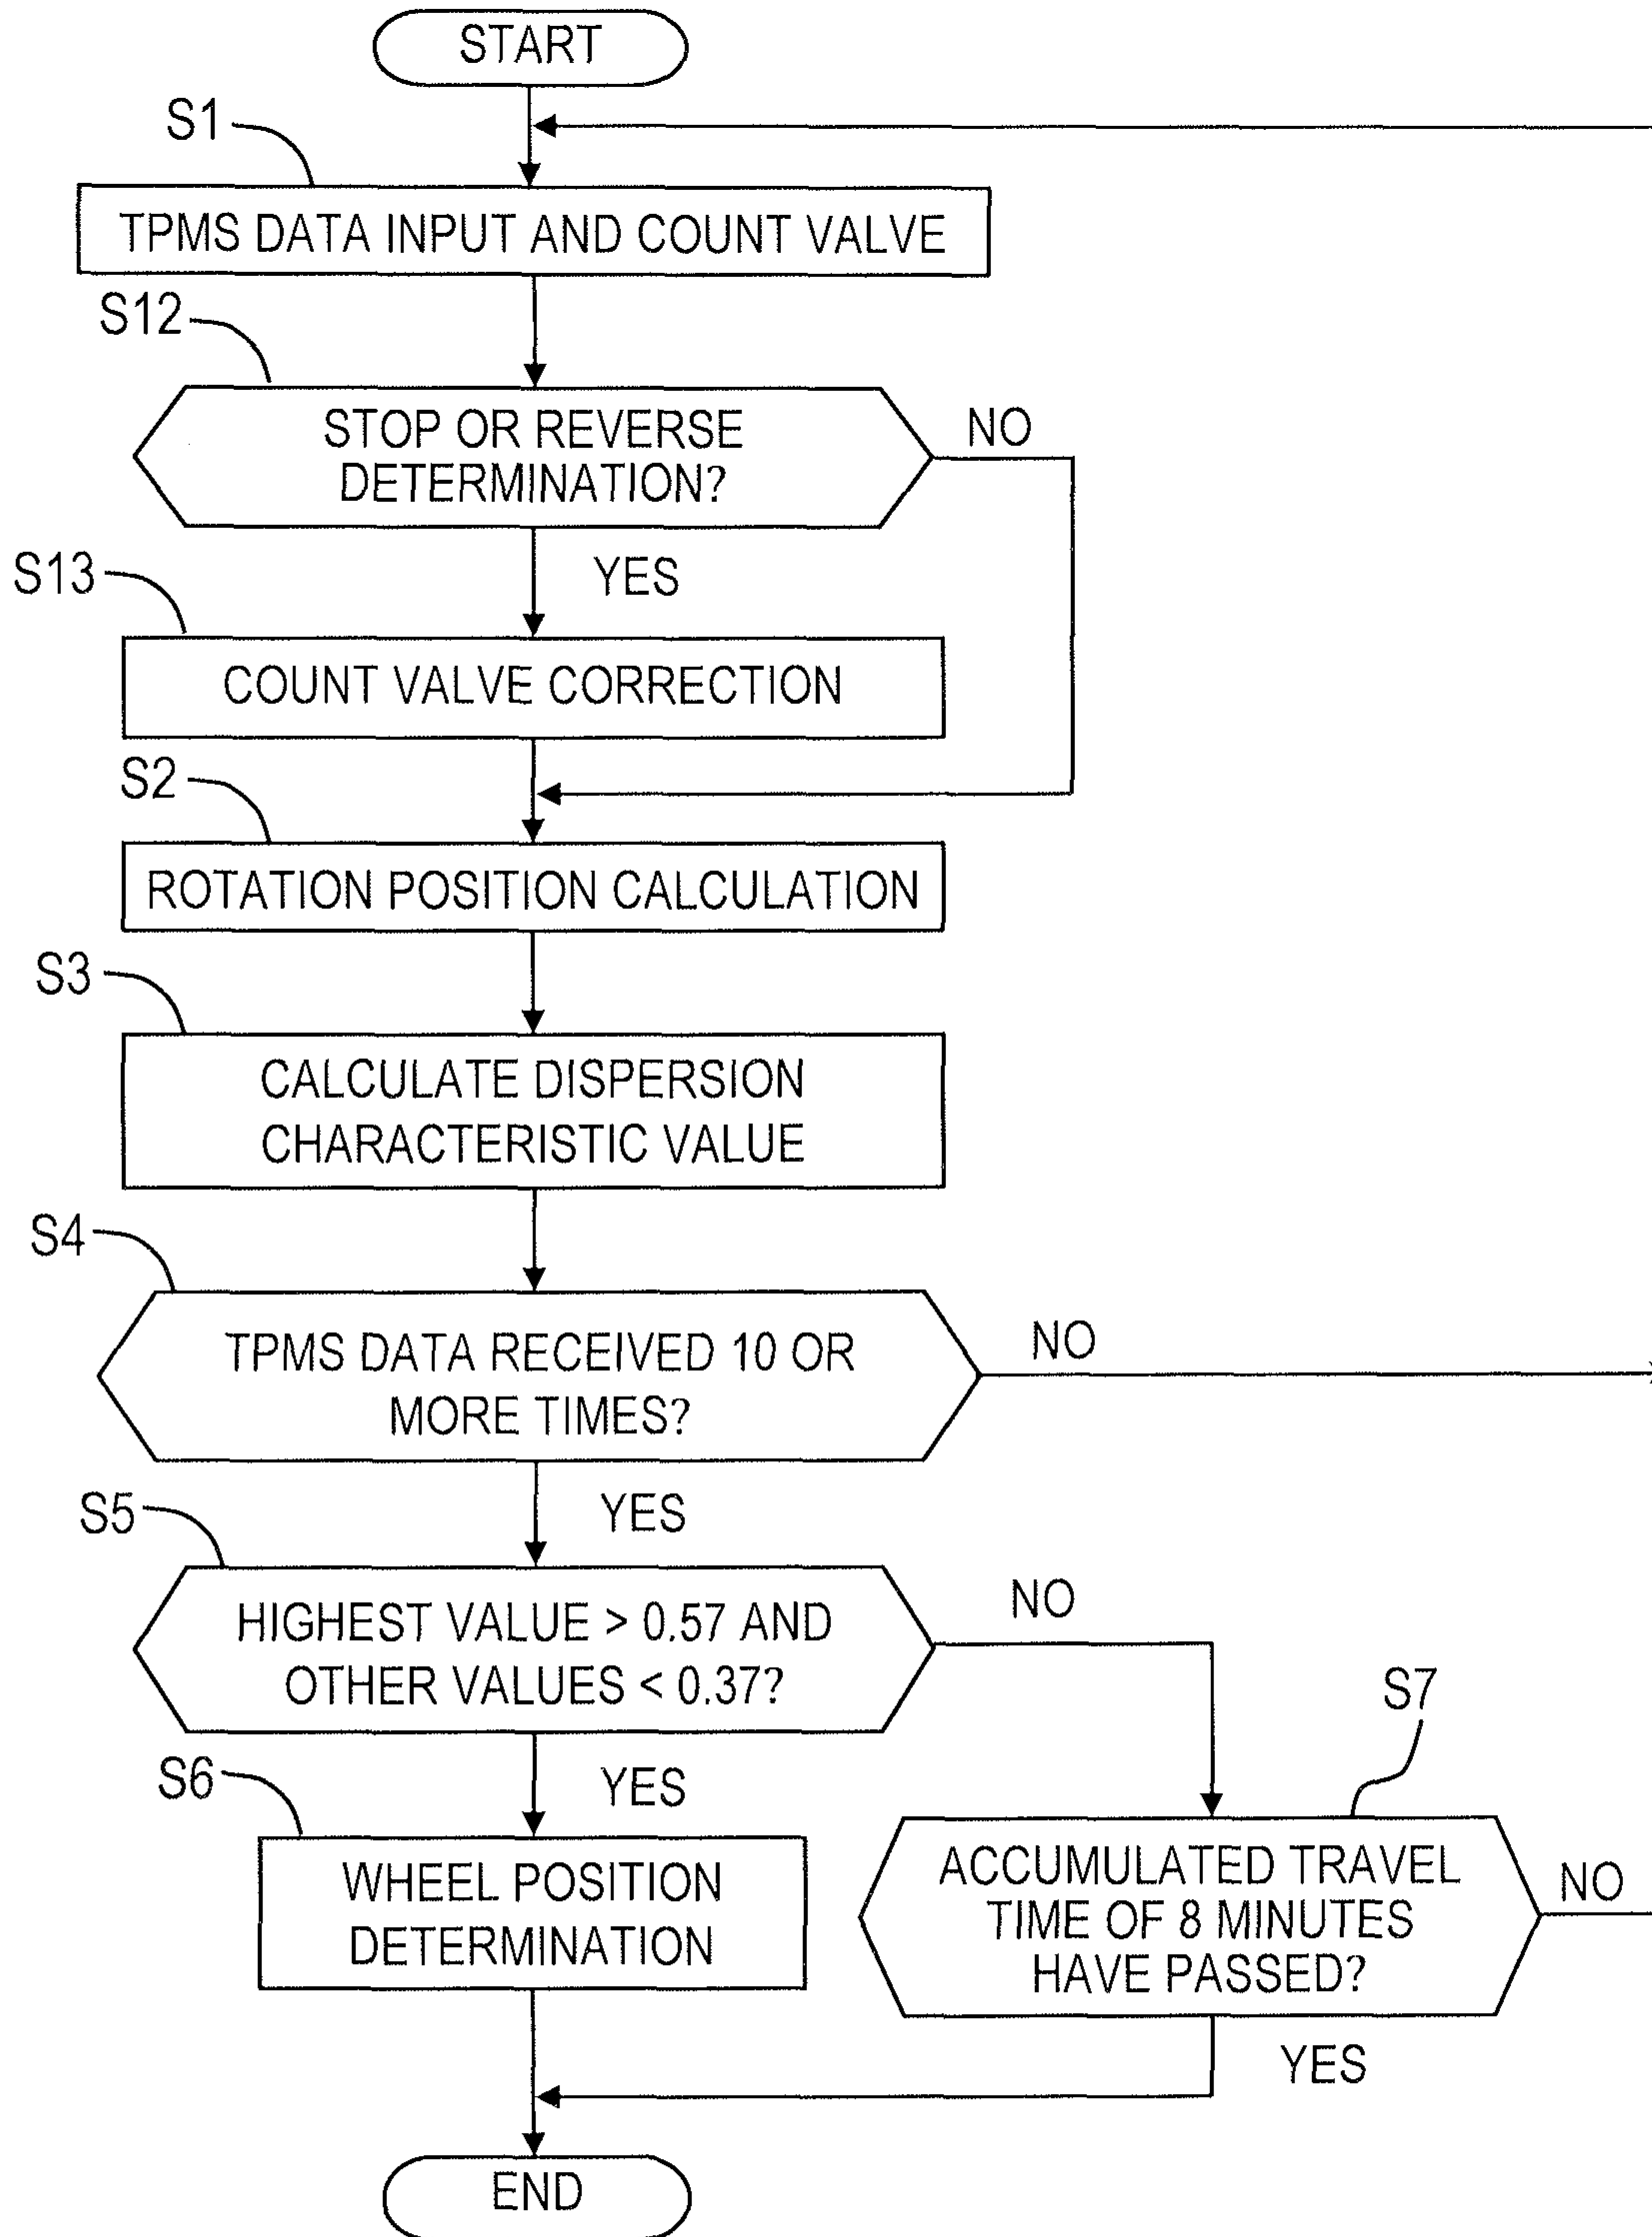 START
S1
TPMS DATA INPUT AND COUNT VALVE
S12
STOP OR REVERSE
DETERMINATION?
NO
YES
S13
COUNT VALVE CORRECTION
S2
ROTATION POSITION CALCULATION
S3
CALCULATE DISPERSION
CHARACTERISTIC VALUE
S4
TPMS DATA RECEIVED 10 OR
MORE TIMES?
NO
YES
S5
HIGHEST VALUE > 0.57 AND
OTHER VALUES < 0.37?
NO
YES
S6
WHEEL POSITION
DETERMINATION
S7
ACCUMULATED TRAVEL
TIME OF 8 MINUTES
HAVE PASSED?
NO
YES
END